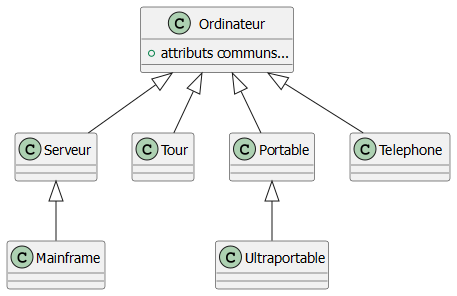 C Ordinateur
attributs communs...
C Serveur
C Tour
C Portable
C Telephone
C Mainframe
C Ultraportable